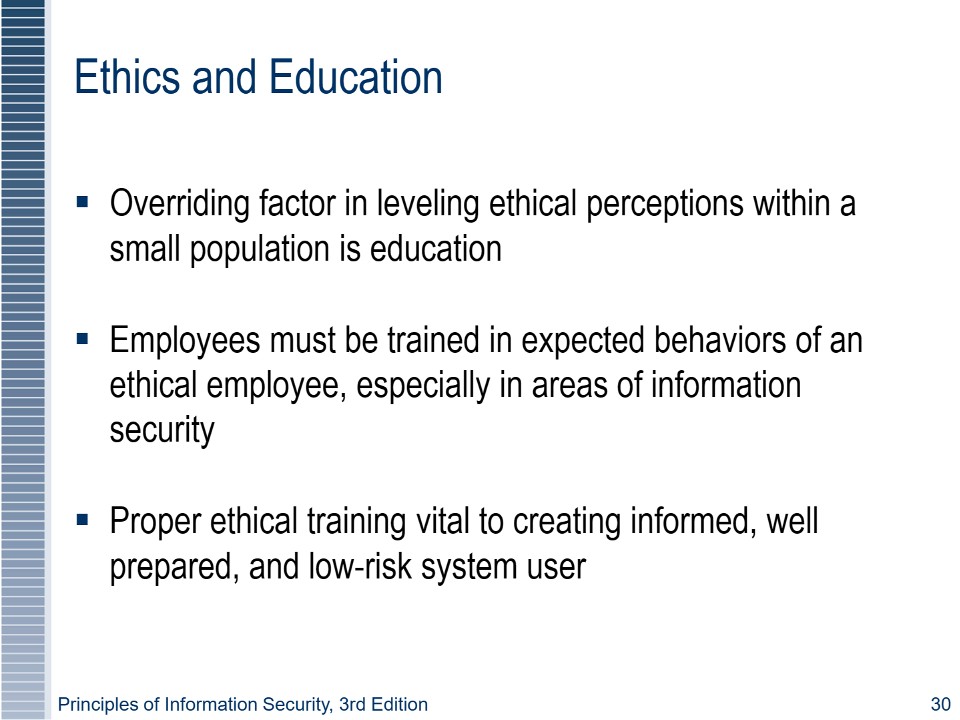 Ethics and Education
▪ Overriding factor in leveling ethical perceptions within a
small population is education
▪ Employees must be trained in expected behaviors of an
ethical employee, especially in areas of information
security
▪ Proper ethical training vital to creating informed, well
prepared, and low-risk system user
Principles of Information Security, 3rd Edition
30